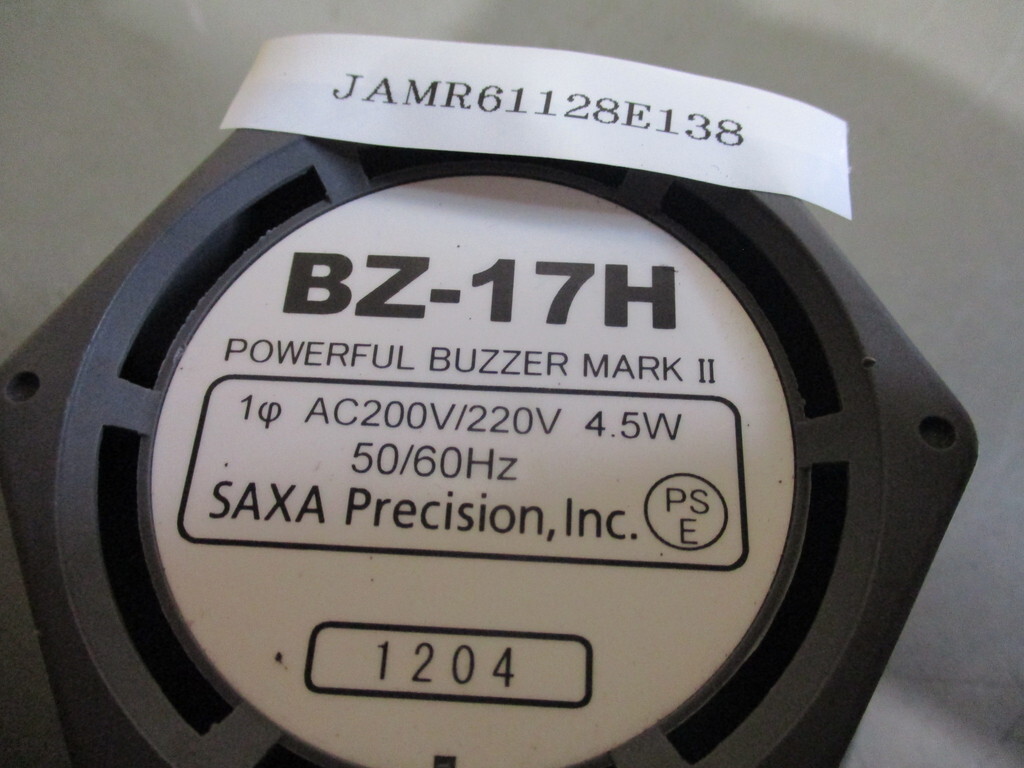 JAMR61128E138
BZ-17H
POWERFUL BUZZER MARK II
1φ AC200V/220V 4.5W
50/60Hz
SAXA Precision, Inc. PS
E
1204